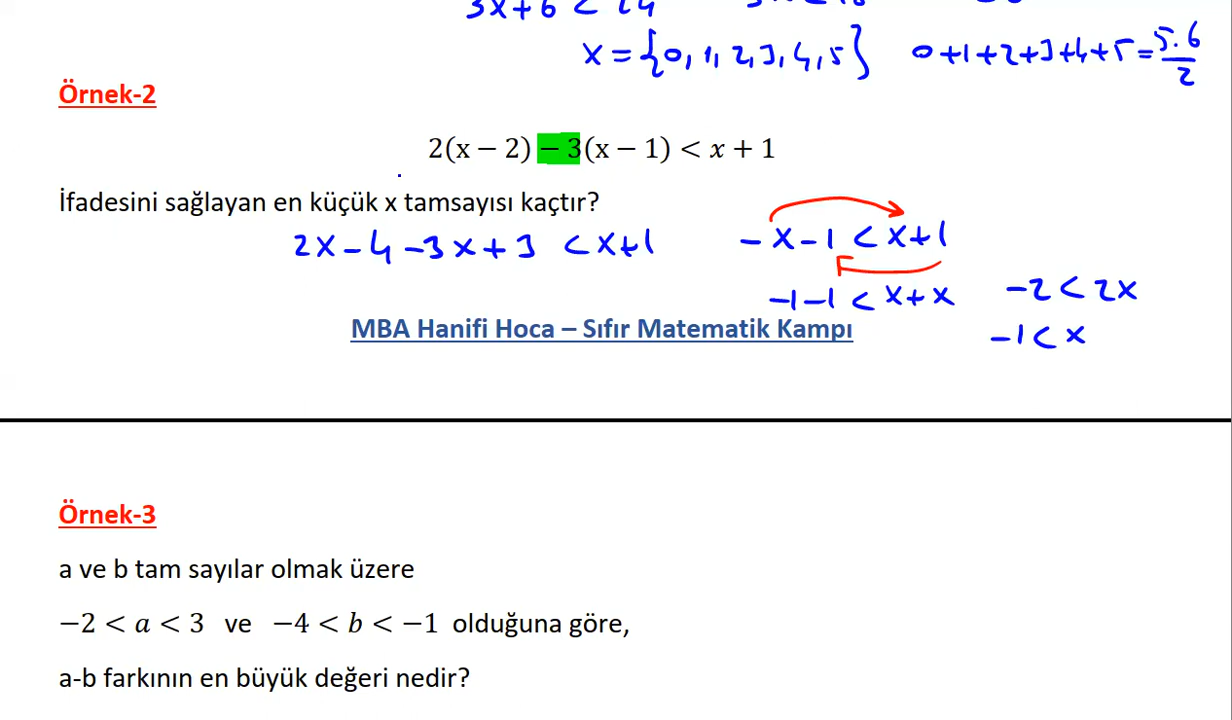 x = {0, 1, 2, 3, 4, 5} 0+1+2+3+4+5 = 5.6/2
Örnek-2
2(x − 2) − 3(x − 1) < x + 1
İfadesini sağlayan en küçük x tamsayısı kaçtır?
2x − 4 − 3x + 3 < x+1 −x−1 < x+1
−1−1 < x+x −2 < 2x
MBA Hanifi Hoca – Sıfır Matematik Kampı
−1 < x
Örnek-3
a ve b tam sayılar olmak üzere
−2 < a < 3 ve −4 < b < −1 olduğuna göre,
a-b farkının en büyük değeri nedir?